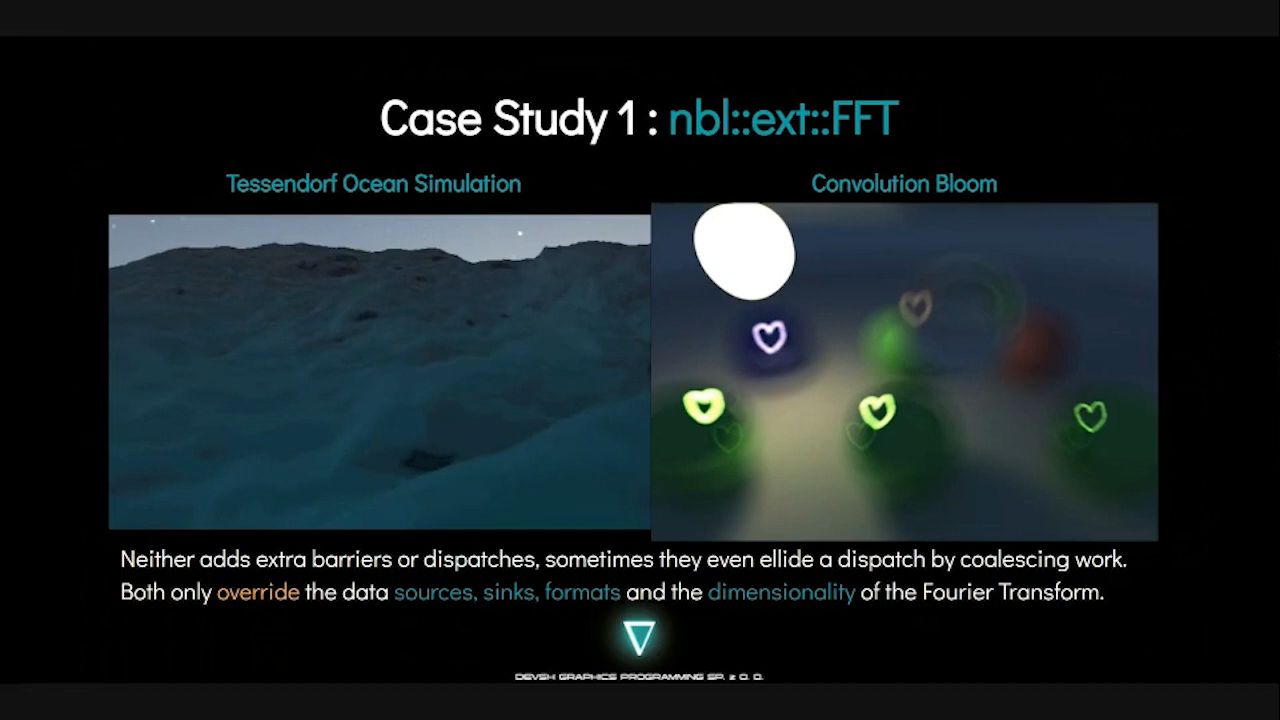 Case Study 1 : nbl::ext::FFT
Tessendorf Ocean Simulation
Convolution Bloom
Neither adds extra barriers or dispatches, sometimes they even ellide a dispatch by coalescing work.
Both only override the data sources, sinks, formats and the dimensionality of the Fourier Transform.
DEVSH GRAPHICS PROGRAMMING SP. z O. O.